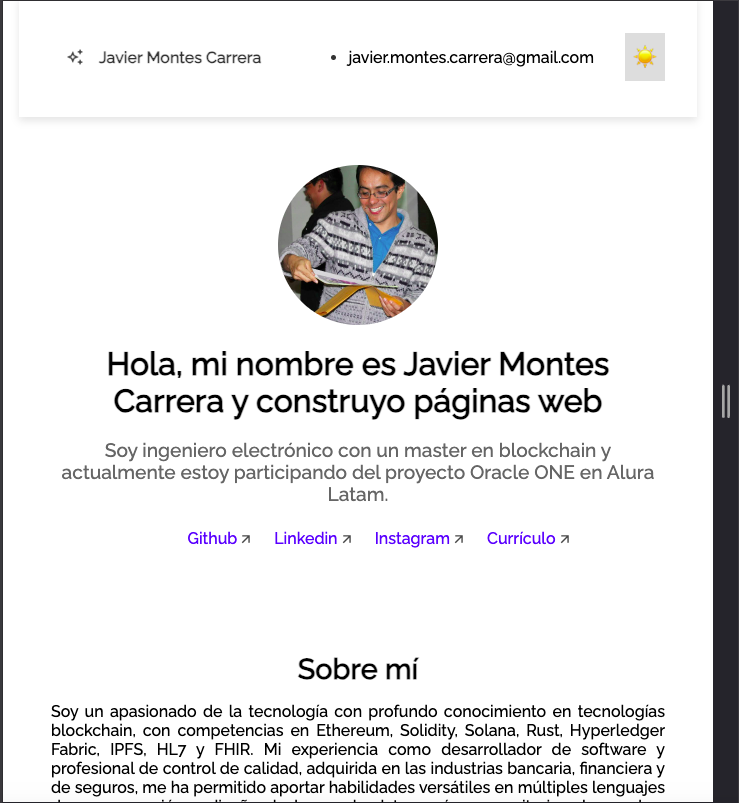 Javier Montes Carrera
javier.montes.carrera@gmail.com
Hola, mi nombre es Javier Montes
Carrera y construyo páginas web
Soy ingeniero electrónico con un master en blockchain y
actualmente estoy participando del proyecto Oracle ONE en Alura
Latam.
Github Linkedin Instagram Currículo
Sobre mí
Soy un apasionado de la tecnología con profundo conocimiento en tecnologías
blockchain, con competencias en Ethereum, Solidity, Solana, Rust, Hyperledger
Fabric, IPFS, HL7 y FHIR. Mi experiencia como desarrollador de software y
profesional de control de calidad, adquirida en las industrias bancaria, financiera y
de seguros, me ha permitido aportar habilidades versátiles en múltiples lenguajes